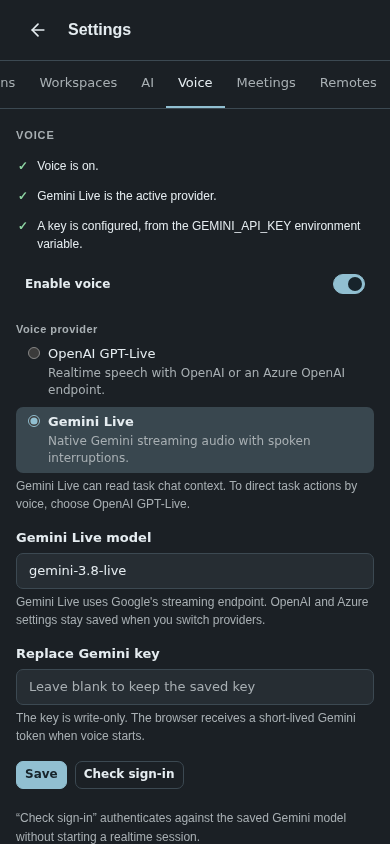 Settings
ns Workspaces AI Voice Meetings Remotes
VOICE
✓ Voice is on.
✓ Gemini Live is the active provider.
✓ A key is configured, from the GEMINI_API_KEY environment
variable.
Enable voice
Voice provider
OpenAI GPT-Live
Realtime speech with OpenAI or an Azure OpenAI
endpoint.
Gemini Live
Native Gemini streaming audio with spoken
interruptions.
Gemini Live can read task chat context. To direct task actions by
voice, choose OpenAI GPT-Live.
Gemini Live model
gemini-3.8-live
Gemini Live uses Google's streaming endpoint. OpenAI and Azure
settings stay saved when you switch providers.
Replace Gemini key
Leave blank to keep the saved key
The key is write-only. The browser receives a short-lived Gemini
token when voice starts.
Save Check sign-in
“Check sign-in” authenticates against the saved Gemini model
without starting a realtime session.